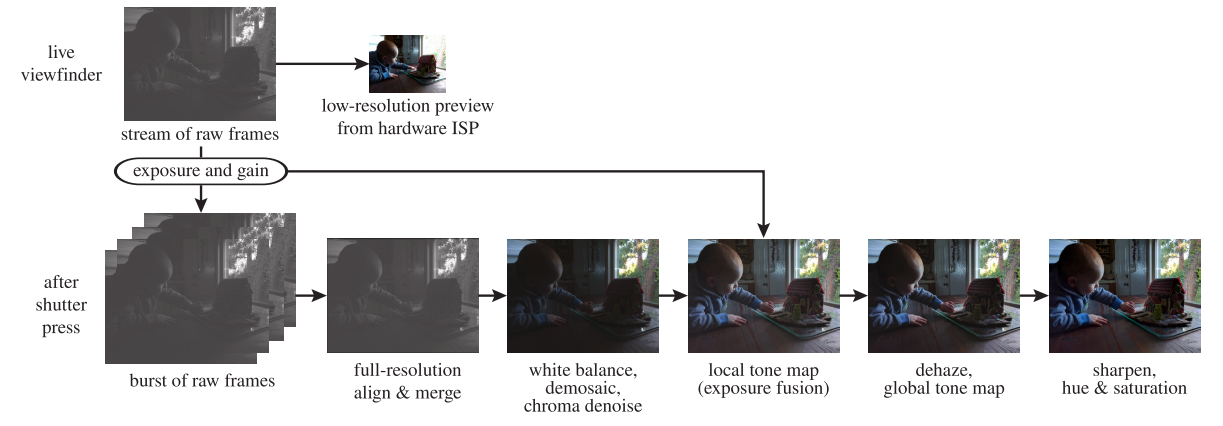 live
viewfinder
stream of raw frames
low-resolution preview
from hardware ISP
exposure and gain
after
shutter
press
burst of raw frames
full-resolution
align & merge
white balance,
demosaic,
chroma denoise
local tone map
(exposure fusion)
dehaze,
global tone map
sharpen,
hue & saturation